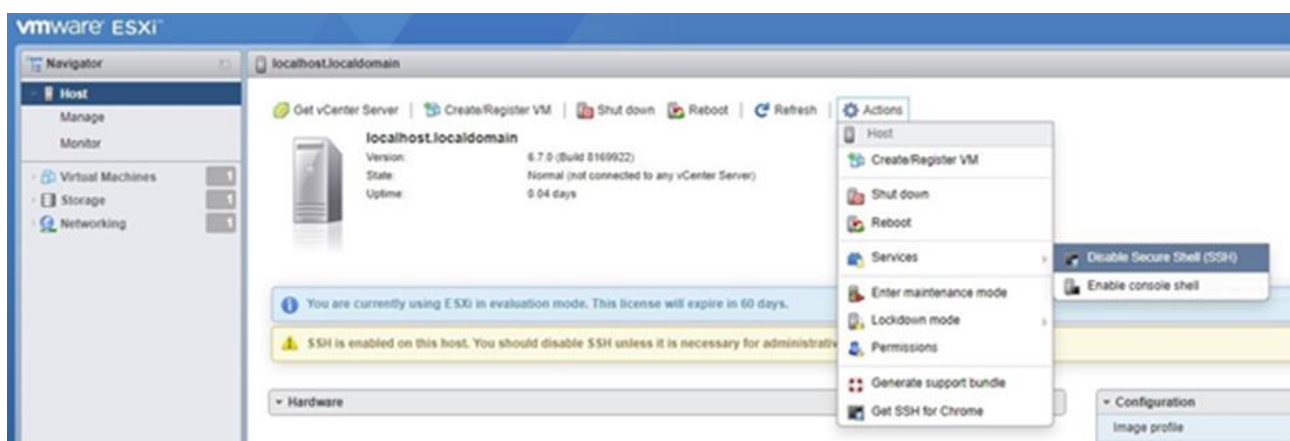 vmware ESXi™
Navigator
localhost.localdomain
Host
Manage
Monitor
Virtual Machines 1
Storage 1
Networking 1
Get vCenter Server | Create/Register VM | Shut down Reboot | Refresh | Actions
localhost.localdomain
Version: 6.7.0 (Build 8169922)
State: Normal (not connected to any vCenter Server)
Uptime: 0.04 days
Host
Create/Register VM
Shut down
Reboot
Services
Disable Secure Shell (SSH)
Enable console shell
Enter maintenance mode
Lockdown mode
Permissions
Generate support bundle
Get SSH for Chrome
You are currently using ESXi in evaluation mode. This license will expire in 60 days.
SSH is enabled on this host. You should disable SSH unless it is necessary for administrativ
Hardware
Configuration
Image profile